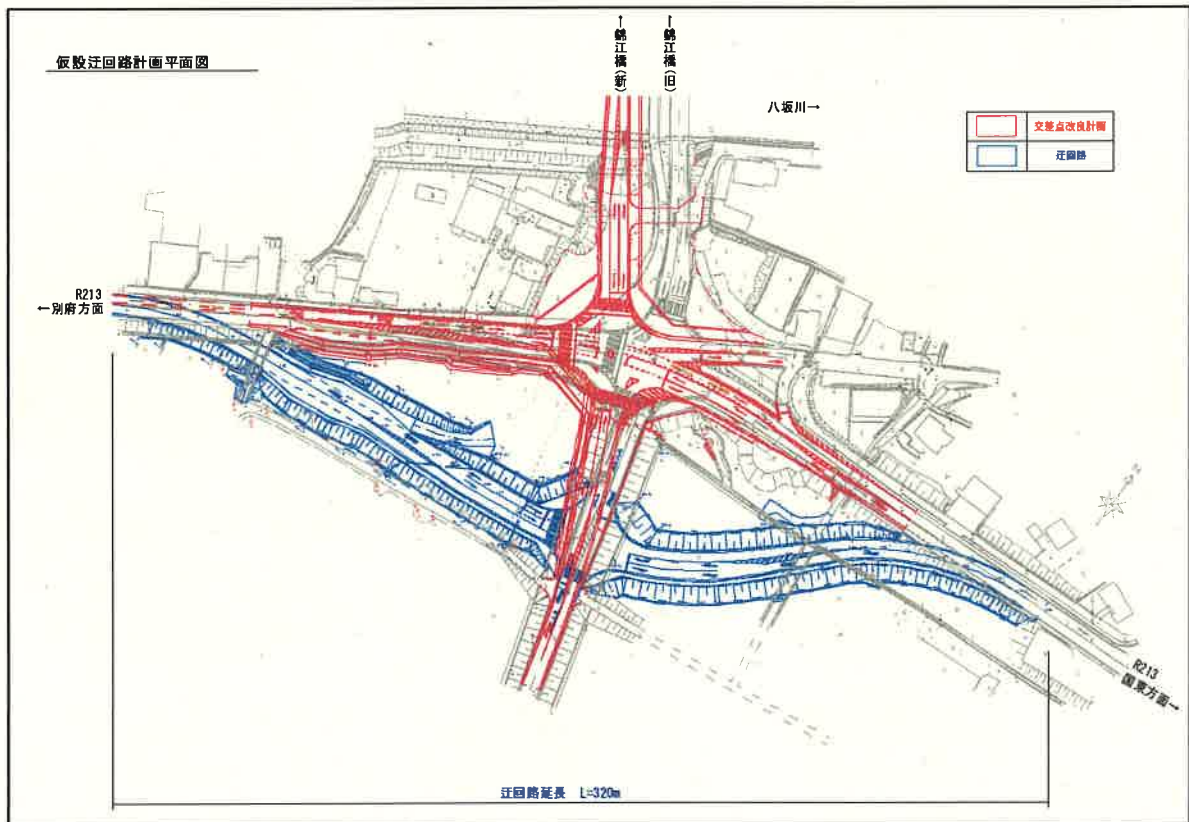 仮設迂回路計画平面図
←錦江橋(新)
←錦江橋(旧)
八坂川→
交差点改良計画
迂回路
R213
←別府方面
R213
国東方面→
迂回路延長 L=320m